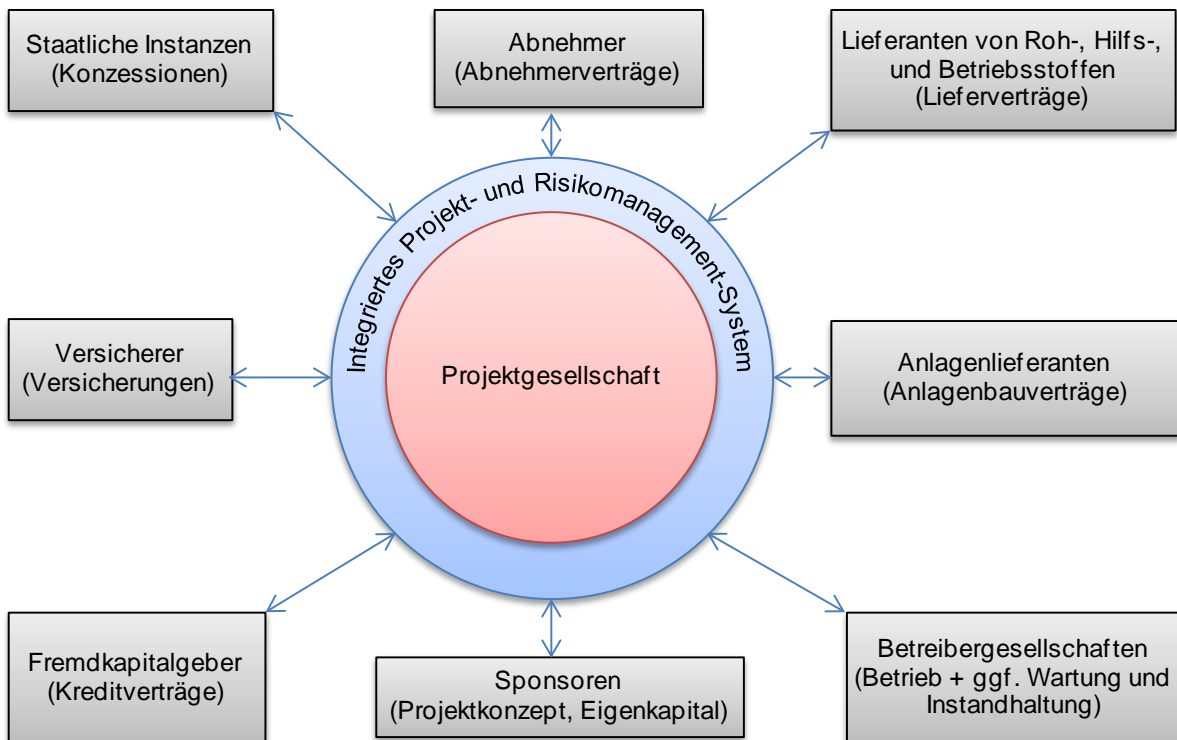 Staatliche Instanzen
(Konzessionen)
Abnehmer
(Abnehmerverträge)
Lieferanten von Roh-, Hilfs-,
und Betriebsstoffen
(Lieferverträge)
Integriertes Projekt- und Risikomanagement-System
Versicherer
(Versicherungen)
Projektgesellschaft
Anlagenlieferanten
(Anlagenbauverträge)
Fremdkapitalgeber
(Kreditverträge)
Sponsoren
(Projektkonzept, Eigenkapital)
Betreibergesellschaften
(Betrieb + ggf. Wartung und
Instandhaltung)